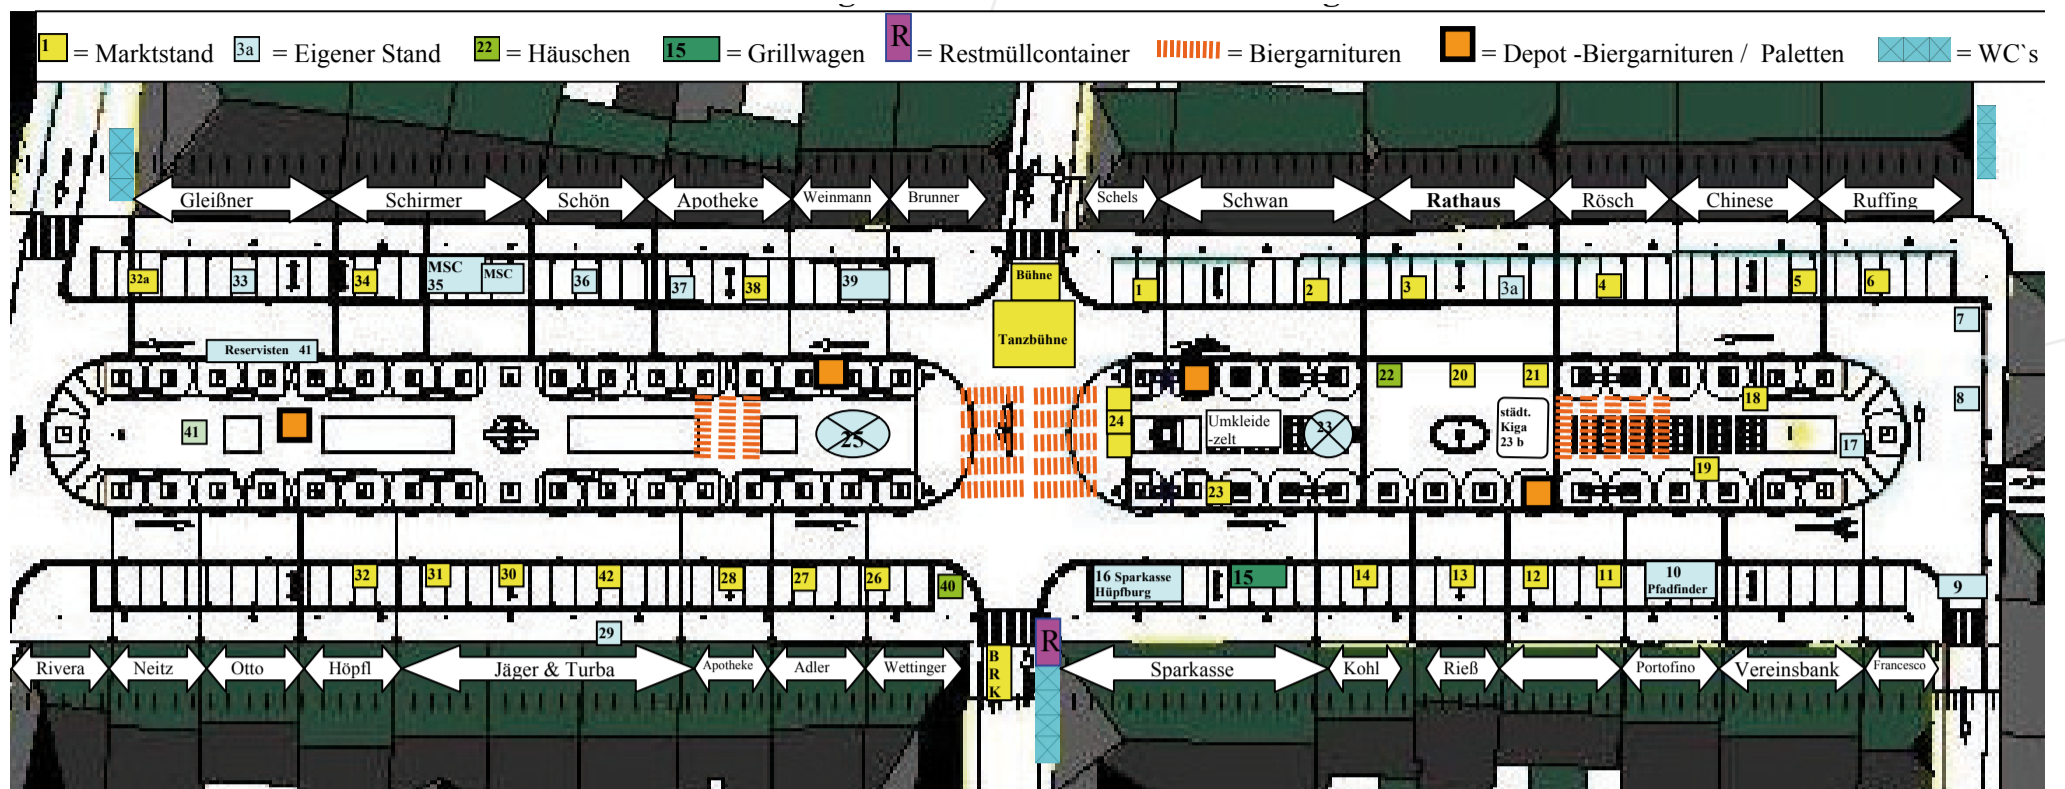 1 = Marktstand 3a = Eigener Stand 22 = Häuschen 15 = Grillwagen R = Restmüllcontainer = Biergarnituren = Depot -Biergarnituren / Paletten = WC`s
Gleißner Schirmer Schön Apotheke Weinmann Brunner Schels Schwan Rathaus Rösch Chinese Ruffing
32a 33 34 MSC
35 MSC 36 37 38 39 Bühne 1 2 3 3a 4 5 6
7
Tanzbühne
Reservisten 41
22 20 21 18 8
41 25 24 Umkleide
-zelt 23 städt.
Kiga
23 b 17
23 19
32 31 30 42 28 27 26 40 16 Sparkasse
Hüpfburg 15 14 13 12 11 10
Pfadfinder 9
29 R
B
R
K
Rivera Neitz Otto Höpfl Jäger & Turba Apotheke Adler Wettinger Sparkasse Kohl Rieß Portofino Vereinsbank Francesco